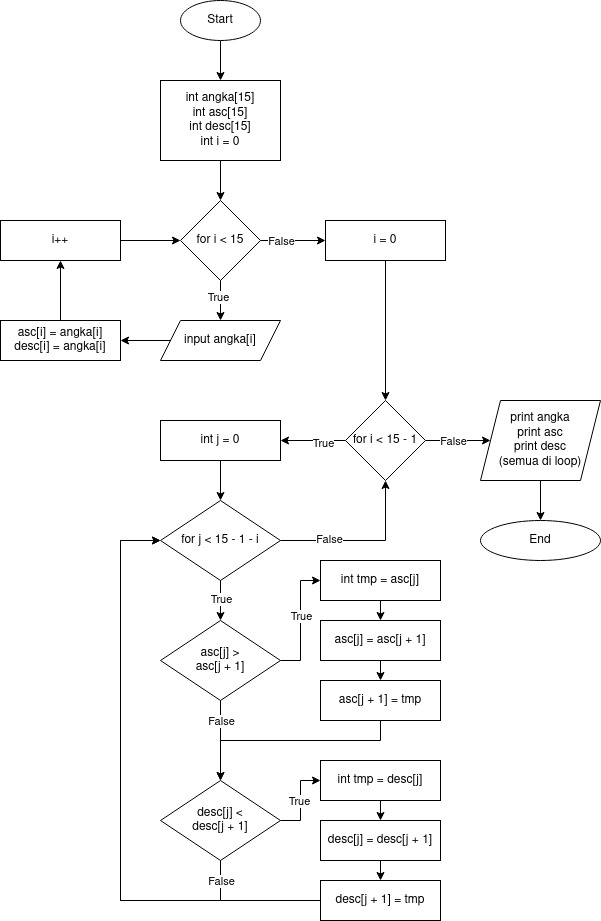 Start
int angka[15]
int asc[15]
int desc[15]
int i = 0
i++
for i < 15
False
i = 0
True
asc[i] = angka[i]
desc[i] = angka[i]
input angka[i]
int j = 0
True
for i < 15 - 1
False
print angka
print asc
print desc
(semua di loop)
for j < 15 - 1 - i
False
End
True
int tmp = asc[j]
True
asc[j] >
asc[j + 1]
asc[j] = asc[j + 1]
asc[j + 1] = tmp
False
int tmp = desc[j]
True
desc[j] <
desc[j + 1]
desc[j] = desc[j + 1]
False
desc[j + 1] = tmp